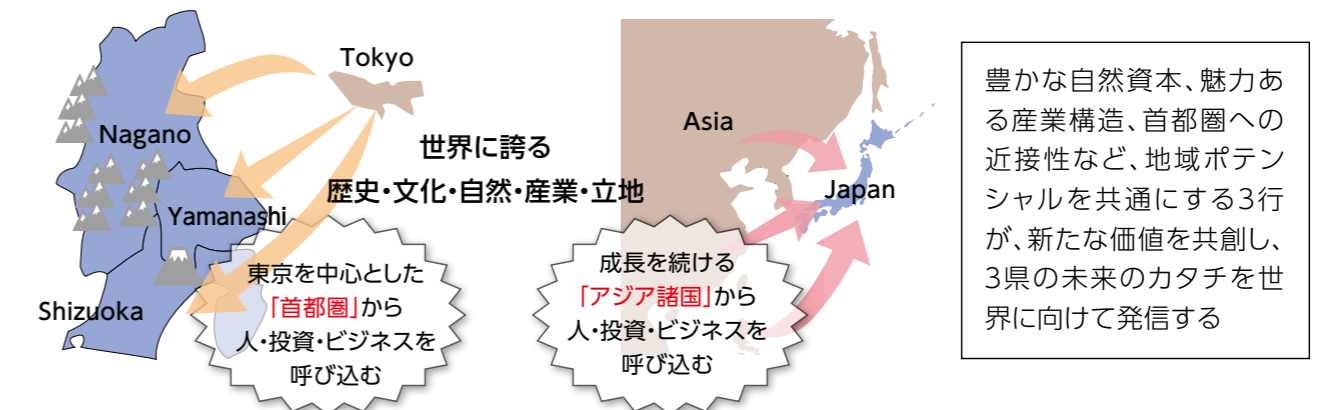 Tokyo
Nagano
Yamanashi
Shizuoka
世界に誇る
歴史・文化・自然・産業・立地
東京を中心とした
「首都圏」から
人・投資・ビジネスを
呼び込む
Asia
Japan
成長を続ける
「アジア諸国」から
人・投資・ビジネスを
呼び込む
豊かな自然資本、魅力あ
る産業構造、首都圏への
近接性など、地域ポテン
シャルを共通にする3行
が、新たな価値を共創し、
3県の未来のカタチを世
界に向けて発信する